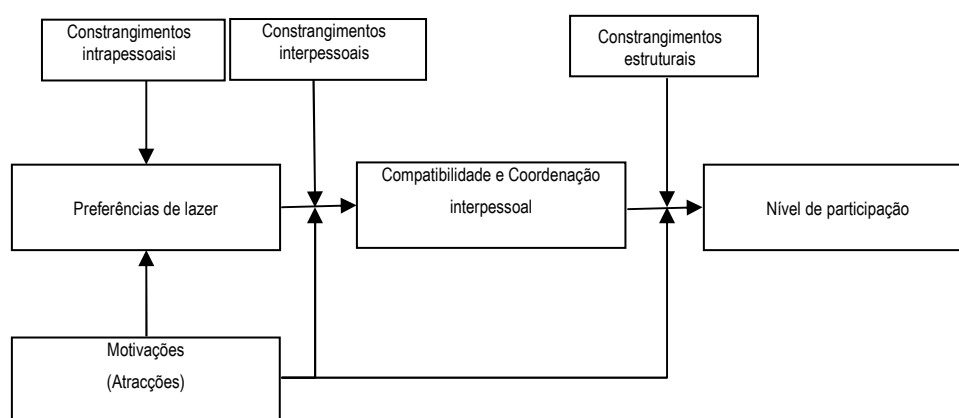 Constrangimentos
intrapessoaisi
Constrangimentos
interpessoais
Constrangimentos
estruturais
Preferências de lazer
Compatibilidade e Coordenação
interpessoal
Nível de participação
Motivações
(Atracções)